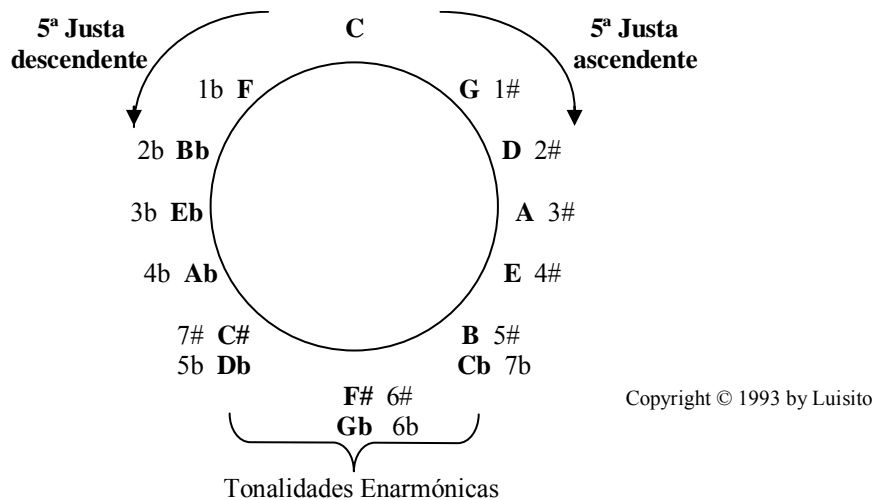 5ª Justa
descendente
C
5ª Justa
ascendente
1b F
G 1#
2b Bb
D 2#
3b Eb
A 3#
4b Ab
E 4#
7# C#
5b Db
B 5#
Cb 7b
F# 6#
Gb 6b
Copyright © 1993 by Luisito
Tonalidades Enarmónicas